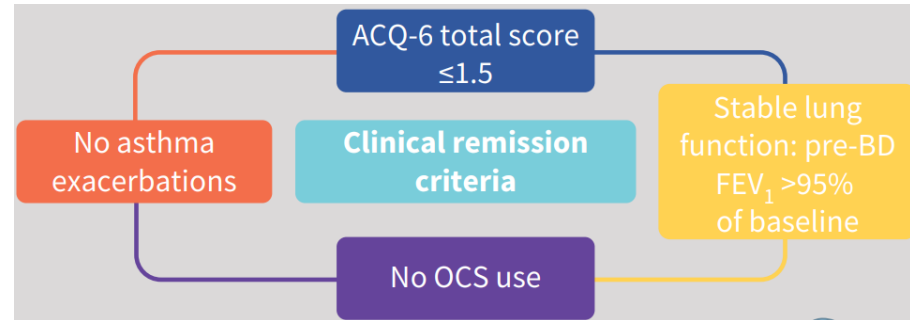 ACQ-6 total score
≤1.5
No asthma
exacerbations
Clinical remission
criteria
Stable lung
function: pre-BD
FEV₁ >95%
of baseline
No OCS use